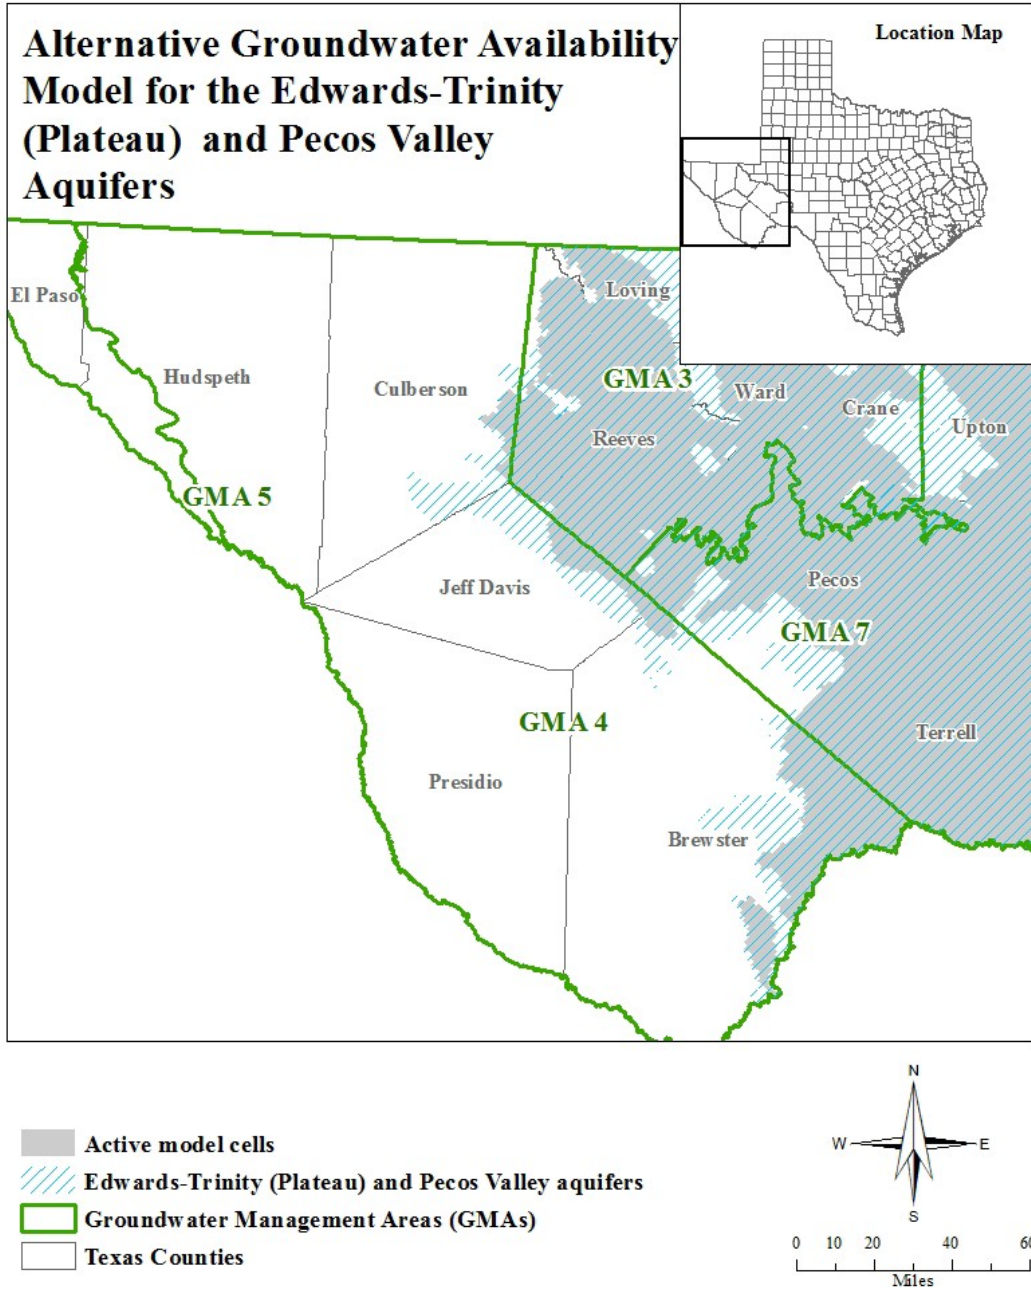 Alternative Groundwater Availability
Model for the Edwards-Trinity
(Plateau) and Pecos Valley
Aquifers
Location Map
El Paso
Loving
Hudspeth
Culberson
GMA 3
Ward
Crane
Upton
Reeves
GMA 5
Jeff Davis
Pecos
GMA 7
GMA 4
Terrell
Presidio
Brewster
N
W
E
S
Active model cells
Edwards-Trinity (Plateau) and Pecos Valley aquifers
Groundwater Management Areas (GMAs)
Texas Counties
0 10 20 40 60
Miles